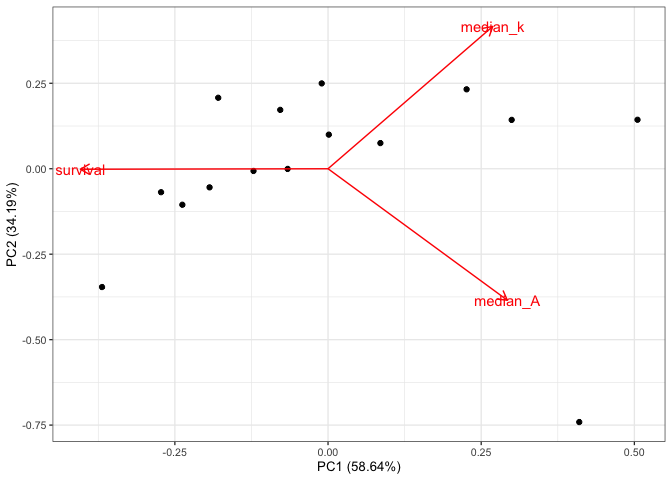 median_k
0.25
0.00
survival
-0.25
median_A
-0.50
-0.75
PC2 (34.19%)
-0.25 0.00 0.25 0.50
PC1 (58.64%)